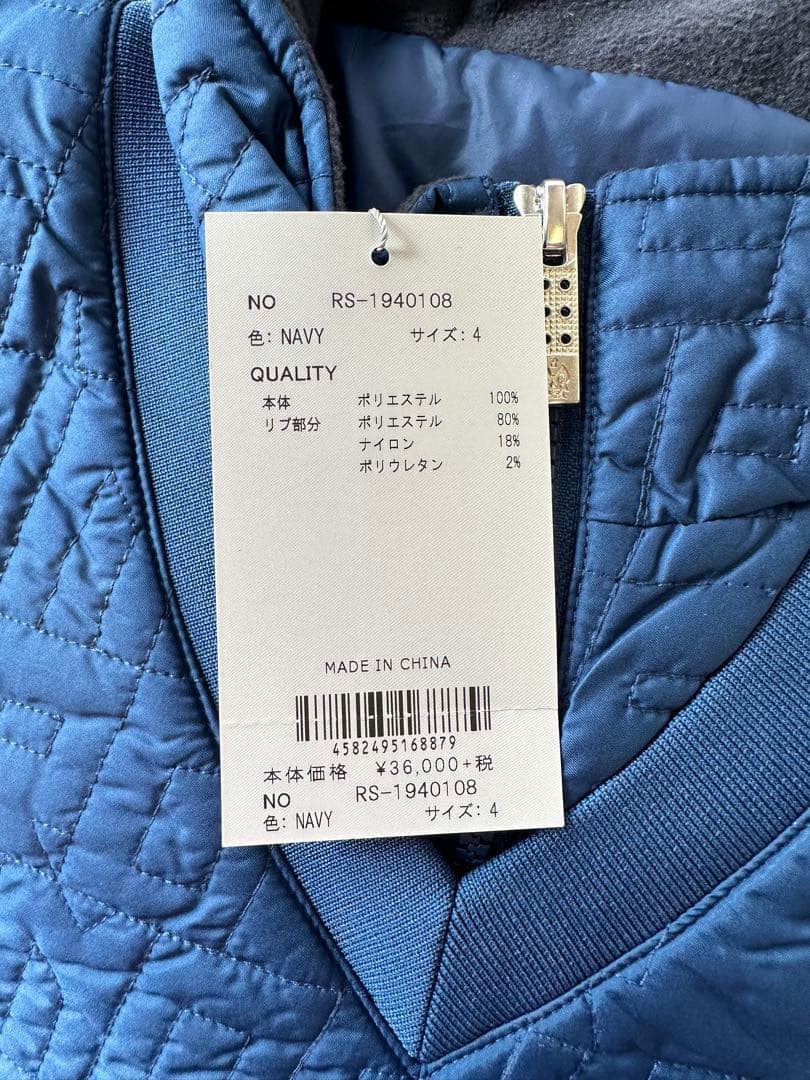 NO RS-1940108
色: NAVY サイズ: 4
QUALITY
本体 ポリエステル 100%
リブ部分 ポリエステル 80%
ナイロン 18%
ポリウレタン 2%
MADE IN CHINA
4582495168879
本体価格 ¥36,000+税
NO RS-1940108
色: NAVY サイズ: 4